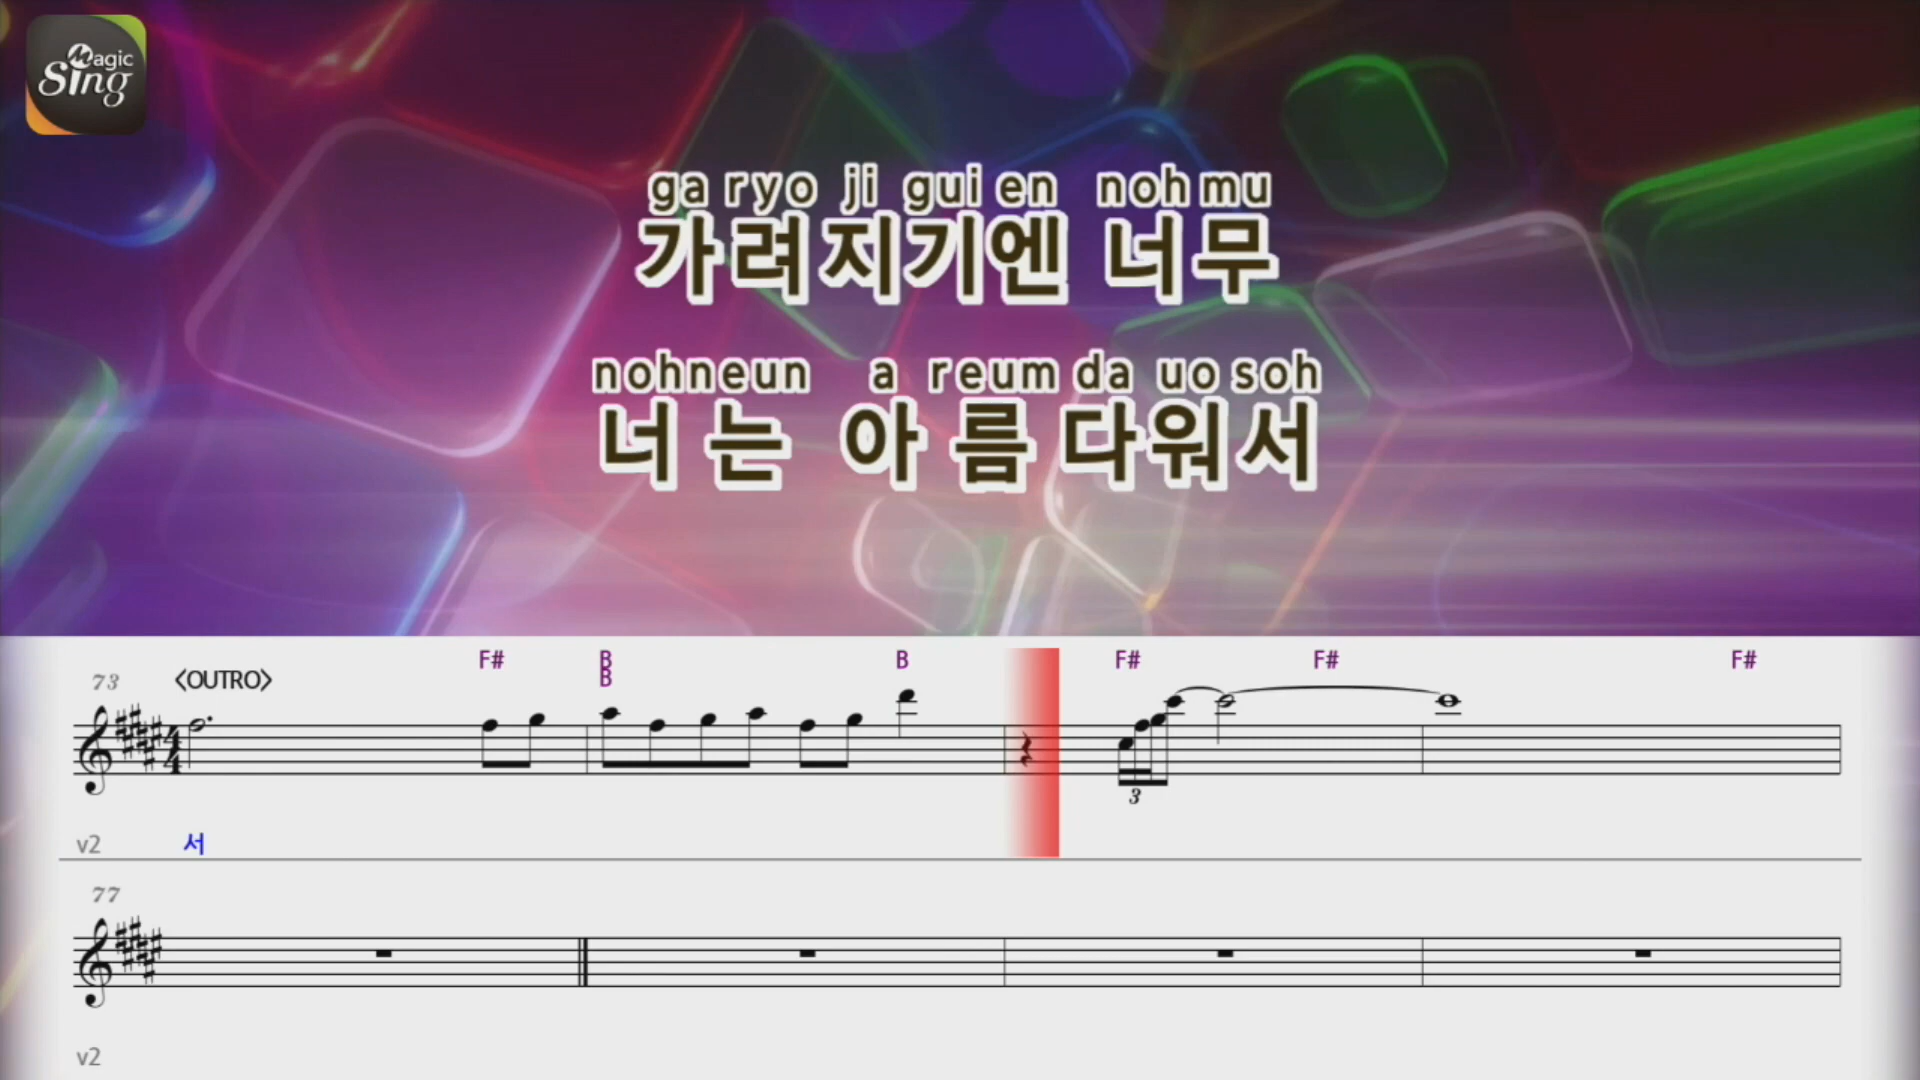 Magic
Sing
ga ryo ji gui en noh mu
가려지기엔 너무
nohneun a reum da uo soh
너는 아름다워서
F# B B F# F# F#
B
73 <OUTRO>
3
v2 서
77
v2